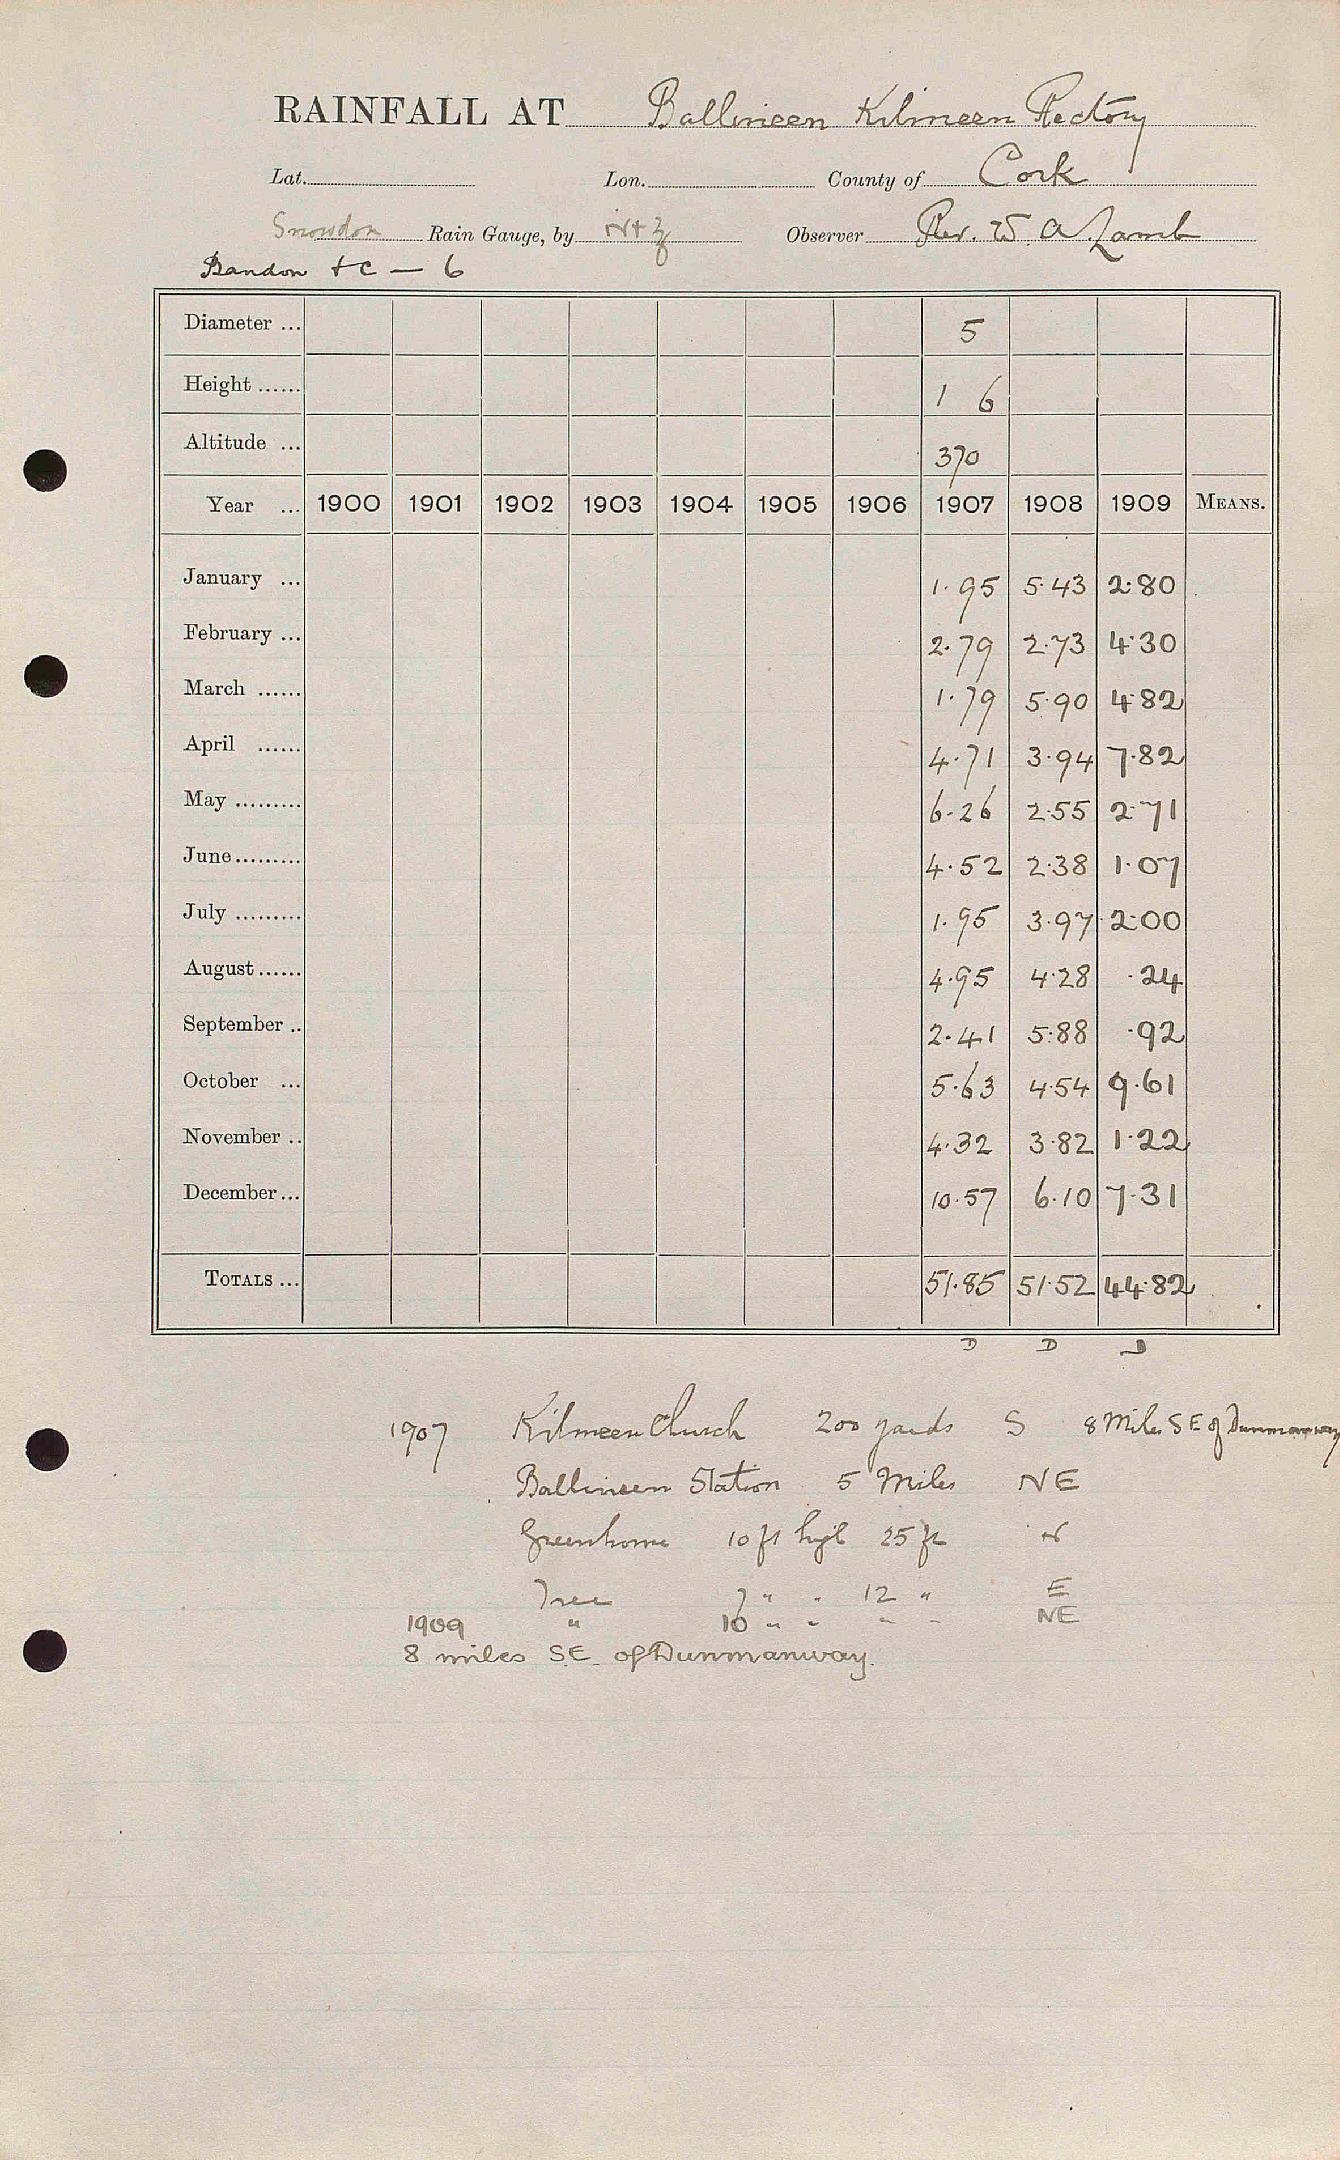 RAINFALL AT Ballineen Kilmeen Rectory
Lat. Lon. County of Cork
Snowdon Rain Gauge, by N & Z Observer Rev. W. A. Lamb
Bandon &c — 6
Diameter ... 5
Height ...... 1 6
Altitude ... 370
Year ... 1900 1901 1902 1903 1904 1905 1906 1907 1908 1909 MEANS.
January ... 1.95 5.43 2.80
February ... 2.79 2.73 4.30
March ...... 1.79 5.90 4.82
April ...... 4.71 3.94 7.82
May ......... 6.26 2.55 2.71
June ......... 4.52 2.38 1.07
July ......... 1.95 3.97 2.00
August ...... 4.95 4.28 .24
September .. 2.41 5.88 .92
October ... 5.63 4.54 9.61
November .. 4.32 3.82 1.22
December ... 10.57 6.10 7.31
TOTALS ... 51.85 51.52 44.82
D D D
1907 Kilmeen Church 200 yards S 8 Miles SE of Dunmanway
Ballineen Station 5 Miles NE
Greenhouse 10 ft high 25 ft N
Tree 7 " " 12 " E
1909 " 10 " " " " NE
8 miles SE of Dunmanway.